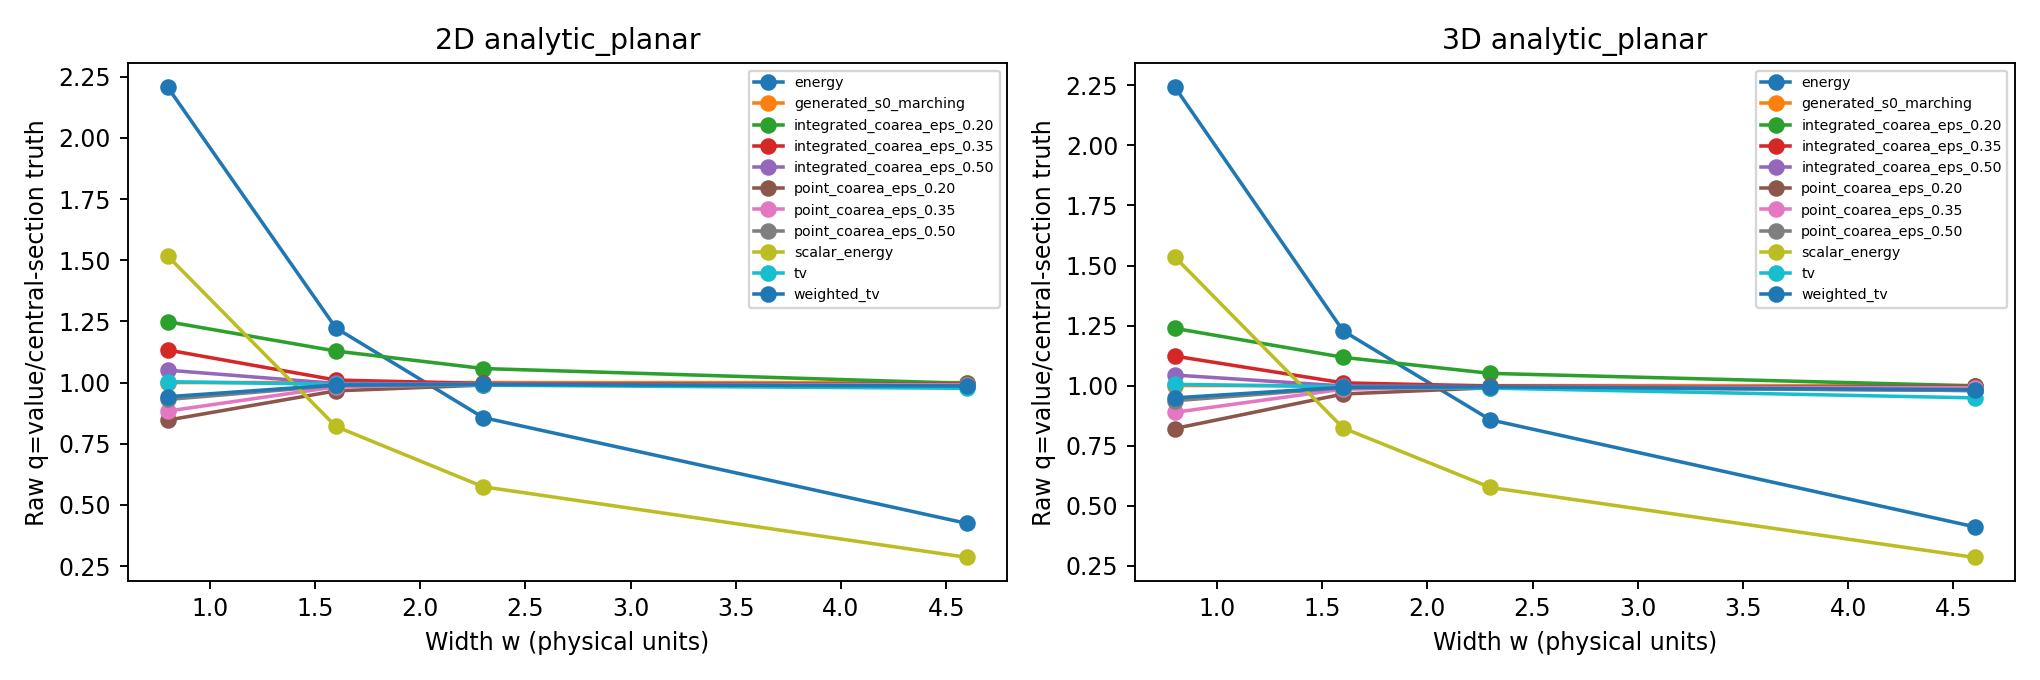 2D analytic_planar
Raw q=value/central-section truth
2.25
2.00
1.75
1.50
1.25
1.00
0.75
0.50
0.25
energy
generated_s0_marching
integrated_coarea_eps_0.20
integrated_coarea_eps_0.35
integrated_coarea_eps_0.50
point_coarea_eps_0.20
point_coarea_eps_0.35
point_coarea_eps_0.50
scalar_energy
tv
weighted_tv
1.0 1.5 2.0 2.5 3.0 3.5 4.0 4.5
Width w (physical units)
3D analytic_planar
Raw q=value/central-section truth
2.25
2.00
1.75
1.50
1.25
1.00
0.75
0.50
0.25
energy
generated_s0_marching
integrated_coarea_eps_0.20
integrated_coarea_eps_0.35
integrated_coarea_eps_0.50
point_coarea_eps_0.20
point_coarea_eps_0.35
point_coarea_eps_0.50
scalar_energy
tv
weighted_tv
1.0 1.5 2.0 2.5 3.0 3.5 4.0 4.5
Width w (physical units)